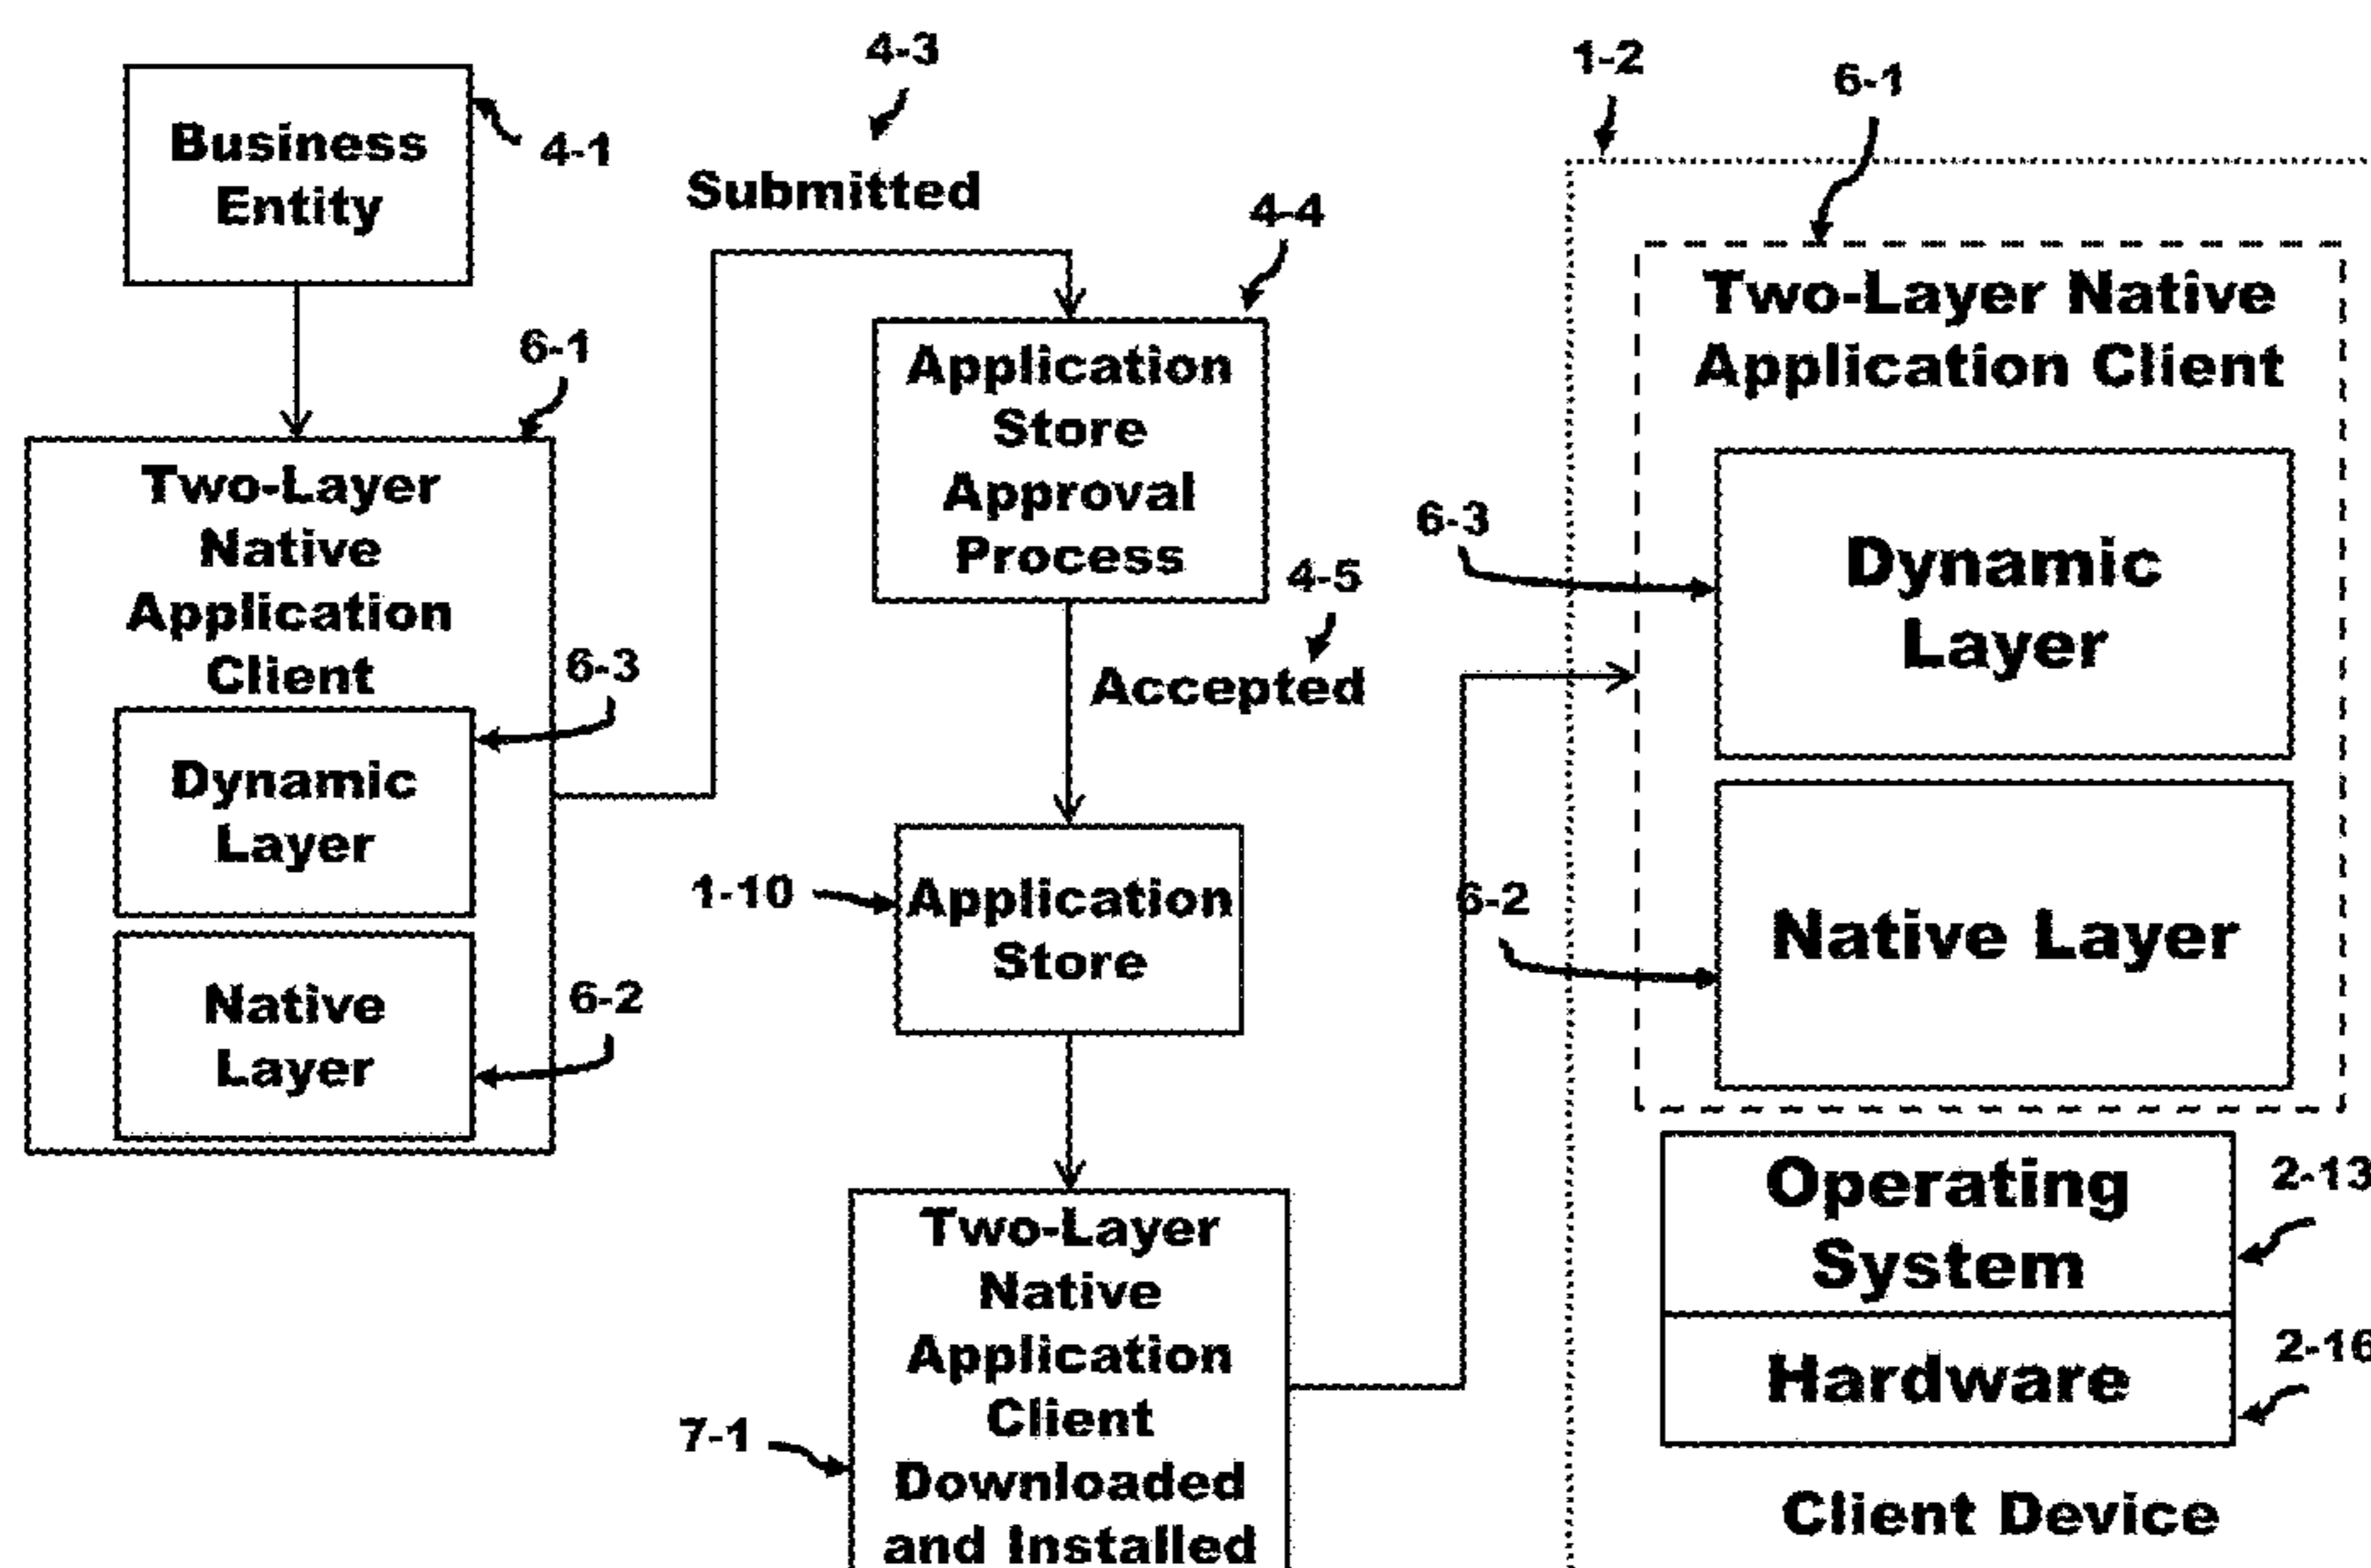 4-3
1-2
6-1
Business
Entity
4-1
Submitted
4-4
6-1
Two-Layer
Native
Application
Client
6-3
Dynamic
Layer
Native
Layer
6-2
Application
Store
Approval
Process
4-5
Accepted
1-10
Application
Store
7-1
Two-Layer
Native
Application
Client
Downloaded
and Installed
Two-Layer Native
Application Client
6-3
Dynamic
Layer
6-2
Native Layer
Operating
System
2-13
Hardware
2-16
Client Device